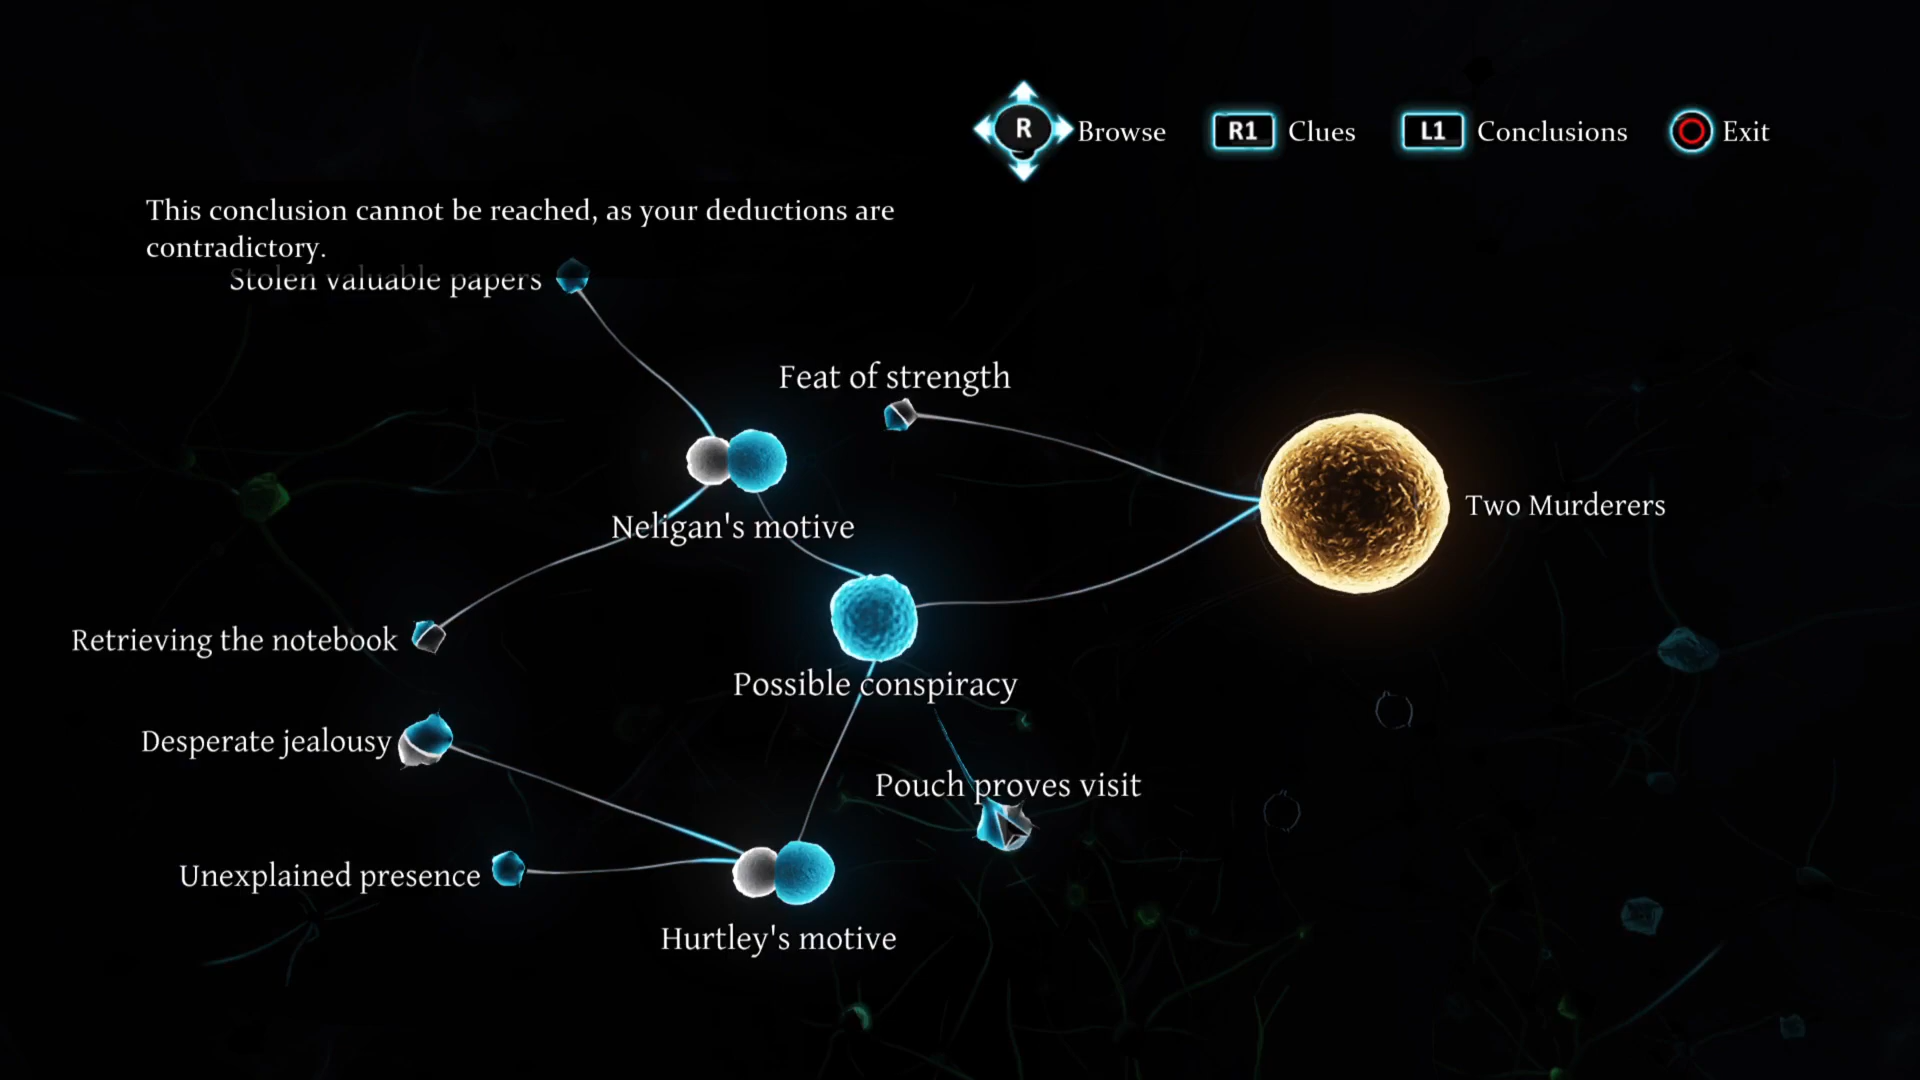 R Browse R1 Clues L1 Conclusions Exit
This conclusion cannot be reached, as your deductions are
contradictory.
Stolen valuable papers
Feat of strength
Two Murderers
Neligan's motive
Retrieving the notebook
Possible conspiracy
Desperate jealousy
Pouch proves visit
Unexplained presence
Hurtley's motive